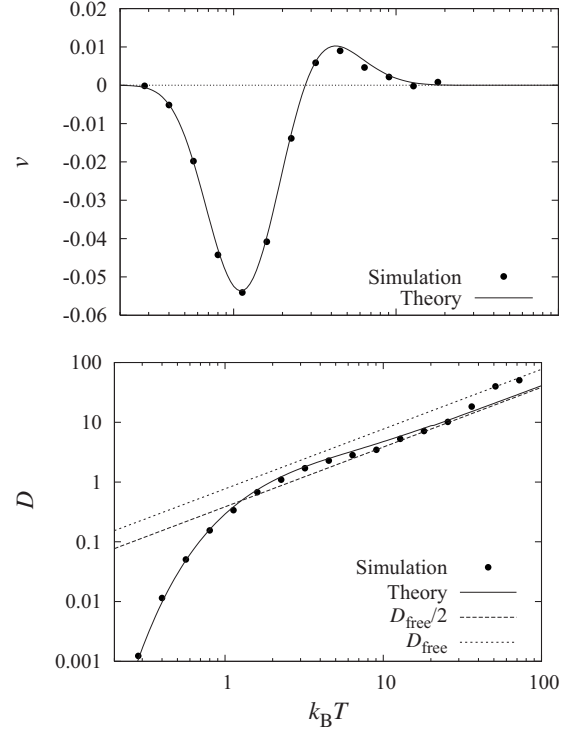 0.02
0.01
0
-0.01
-0.02
-0.03
-0.04
-0.05
-0.06
v
Simulation
Theory
100
10
1
0.1
0.01
0.001
D
Simulation
Theory
D_free/2
D_free
1 10 100
k_BT